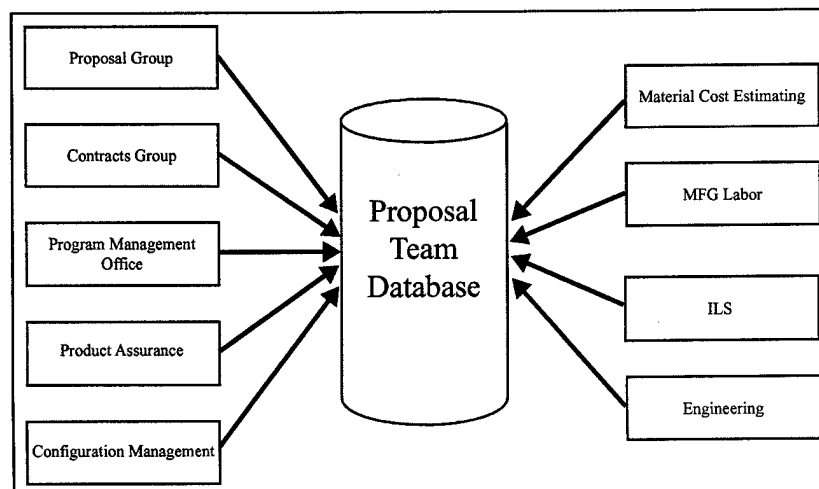 Proposal Group
Contracts Group
Program Management
Office
Product Assurance
Configuration Management
Proposal
Team
Database
Material Cost Estimating
MFG Labor
ILS
Engineering